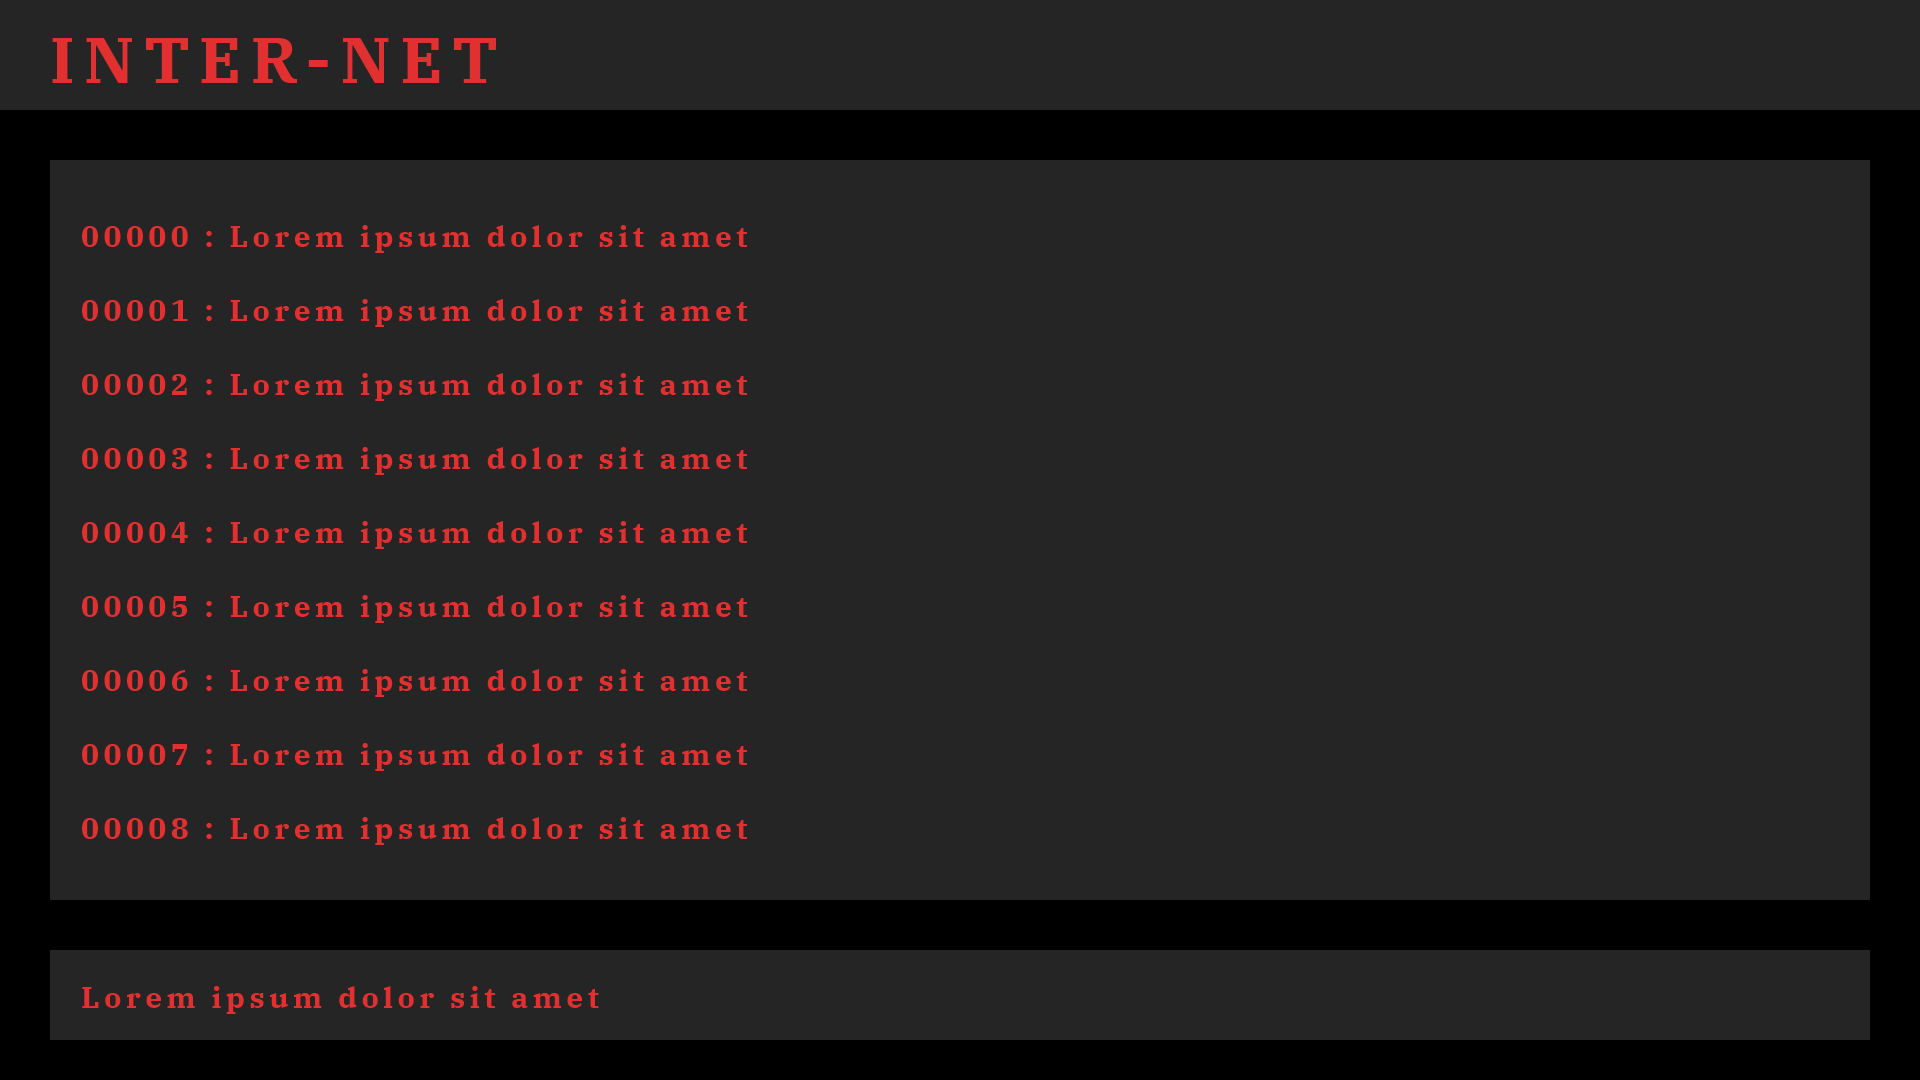 INTER-NET
00000 : Lorem ipsum dolor sit amet
00001 : Lorem ipsum dolor sit amet
00002 : Lorem ipsum dolor sit amet
00003 : Lorem ipsum dolor sit amet
00004 : Lorem ipsum dolor sit amet
00005 : Lorem ipsum dolor sit amet
00006 : Lorem ipsum dolor sit amet
00007 : Lorem ipsum dolor sit amet
00008 : Lorem ipsum dolor sit amet
Lorem ipsum dolor sit amet